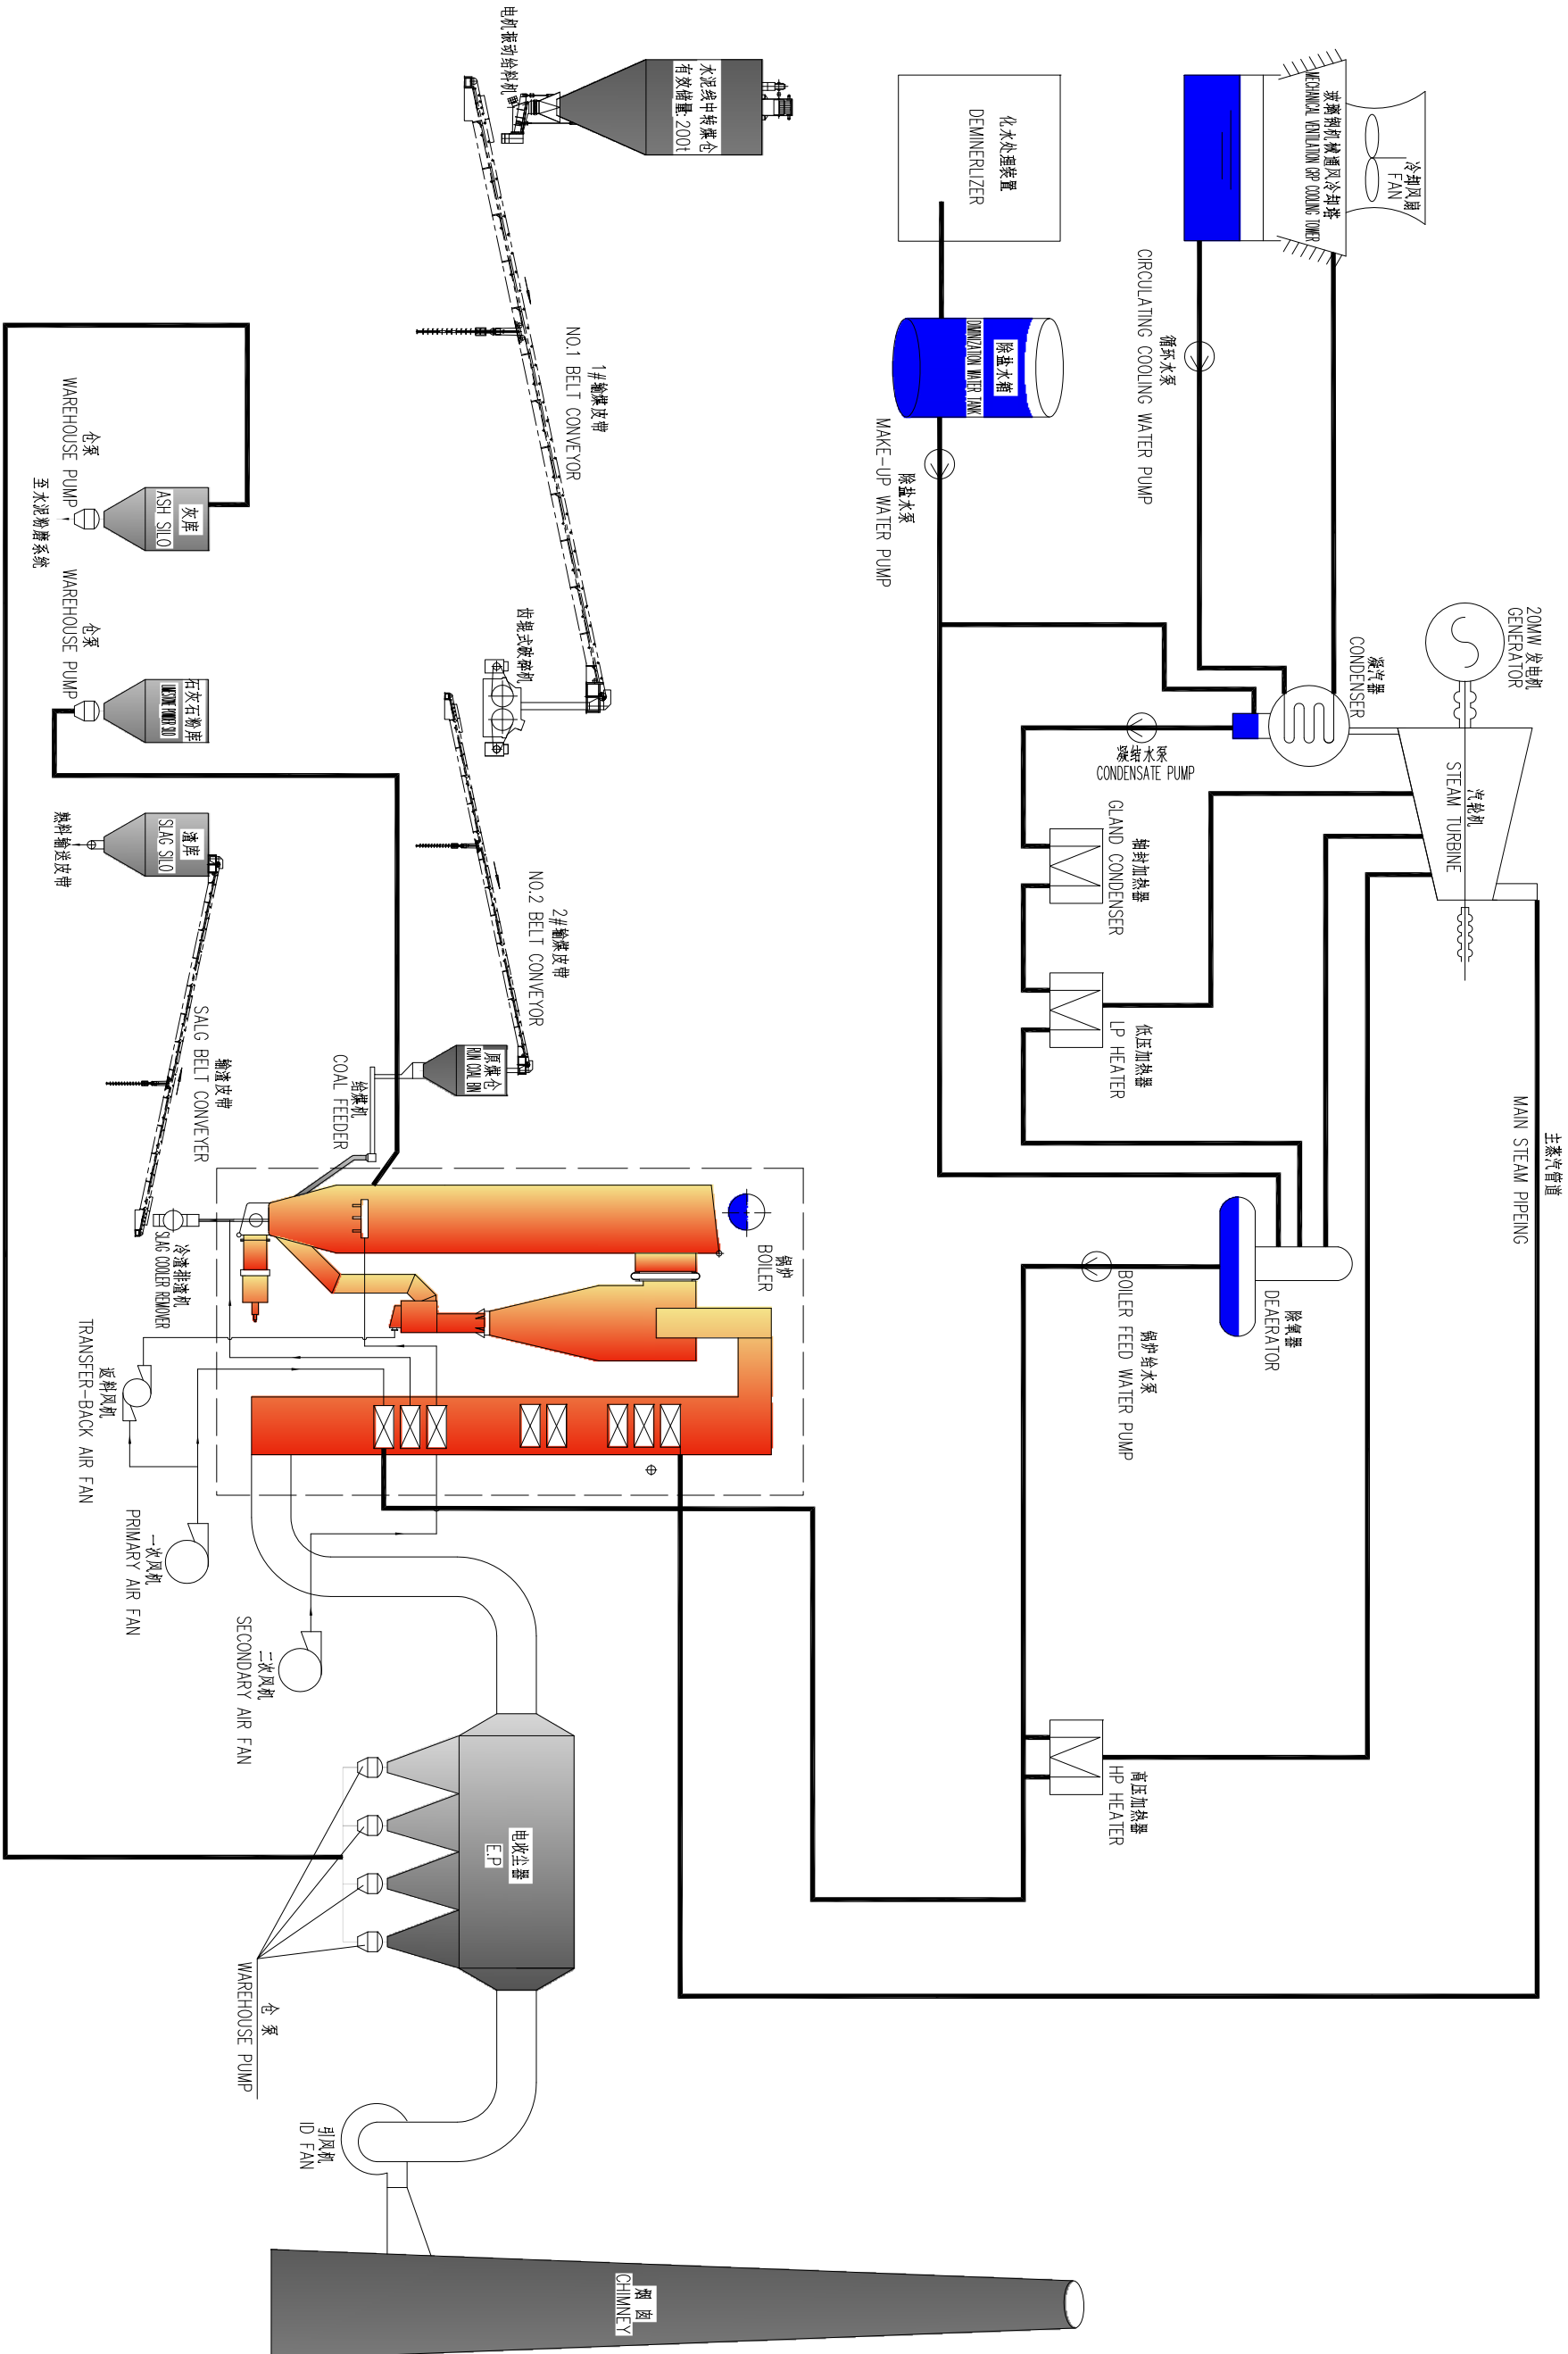 冷却风扇
FAN
玻璃钢机械通风冷却塔
MECHANICAL VENTILATION GRP COOLING TOWER
20MW 发电机
GENERATOR
汽轮机
STEAM TURBINE
主蒸汽管道
MAIN STEAM PIPEING
凝汽器
CONDENSER
循环水泵
CIRCULATING COOLING WATER PUMP
凝结水泵
CONDENSATE PUMP
轴封加热器
GLAND CONDENSER
低压加热器
LP HEATER
除氧器
DEAERATOR
锅炉给水泵
BOILER FEED WATER PUMP
高压加热器
HP HEATER
化水处理装置
DEMINERLIZER
除盐水箱
DMINIZATION WATER TANK
除盐水泵
MAKE-UP WATER PUMP
水泥线中转煤仓
有效储量:200t
电机振动给料机
1#输煤皮带
NO.1 BELT CONVEYOR
齿辊式破碎机
2#输煤皮带
NO.2 BELT CONVEYOR
原煤仓
RUN COAL BIN
给煤机
COAL FEEDER
锅炉
BOILER
电收尘器
E.P
烟囱
CHIMNEY
引风机
ID FAN
仓泵
WAREHOUSE PUMP
二次风机
SECONDARY AIR FAN
一次风机
PRIMARY AIR FAN
返料风机
TRANSFER-BACK AIR FAN
冷渣排渣机
SLAG COOLER REMOVER
输渣皮带
SALG BELT CONVEYER
灰库
ASH SILO
仓泵
WAREHOUSE PUMP
至水泥粉磨系统
石灰石粉库
仓泵
WAREHOUSE PUMP
渣库
SLAG SILO
熟料输送皮带